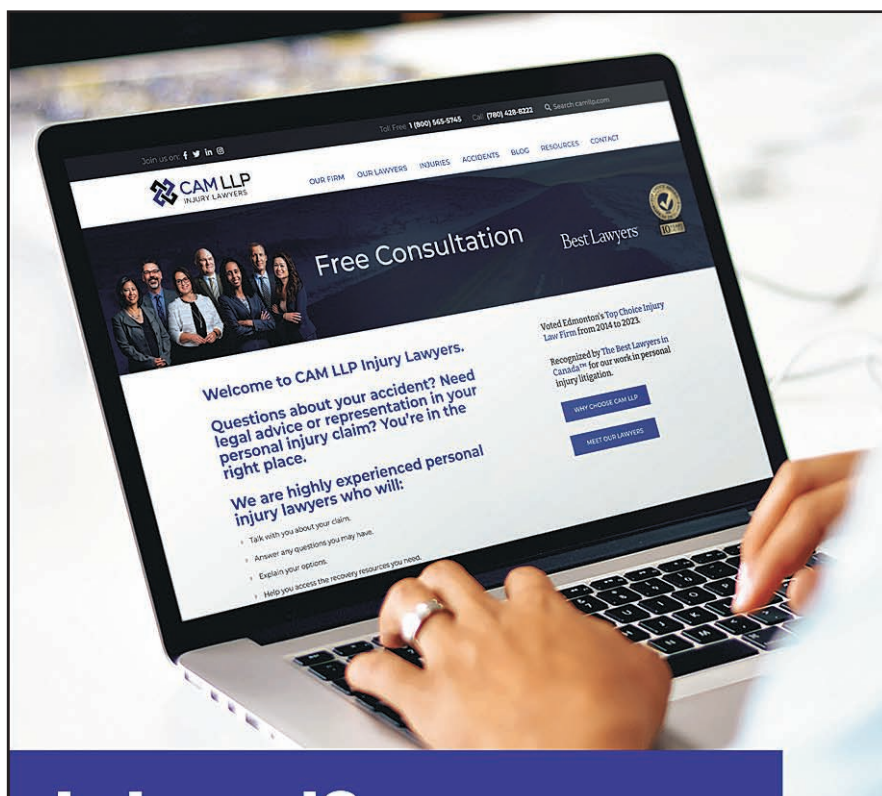 Join us on:
Toll Free 1 (800) 565-5745 Call (780) 428-8222 Search camllp.com
CAM LLP
INJURY LAWYERS
OUR FIRM OUR LAWYERS INJURIES ACCIDENTS BLOG RESOURCES CONTACT
Free Consultation
Best Lawyers
10
Welcome to CAM LLP Injury Lawyers.
Questions about your accident? Need
legal advice or representation in your
personal injury claim? You're in the
right place.
We are highly experienced personal
injury lawyers who will:
› Talk with you about your claim.
› Answer any questions you may have.
› Explain your options.
› Help you access the recovery resources you need.
Voted Edmonton's Top Choice Injury
Law Firm from 2014 to 2023.
Recognized by The Best Lawyers in
Canada™ for our work in personal
injury litigation.
WHY CHOOSE CAM LLP
MEET OUR LAWYERS